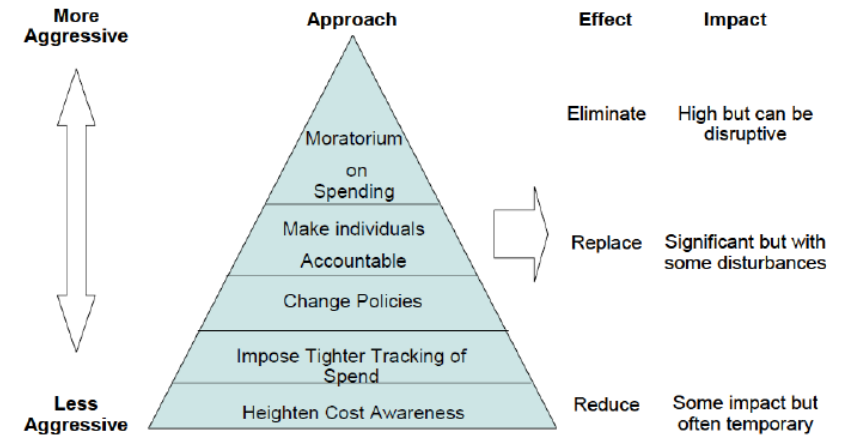 More
Aggressive
Approach
Effect
Impact
Moratorium
on
Spending
Eliminate
High but can be
disruptive
Make individuals
Accountable
Replace
Significant but with
some disturbances
Change Policies
Impose Tighter Tracking of
Spend
Less
Aggressive
Heighten Cost Awareness
Reduce
Some impact but
often temporary